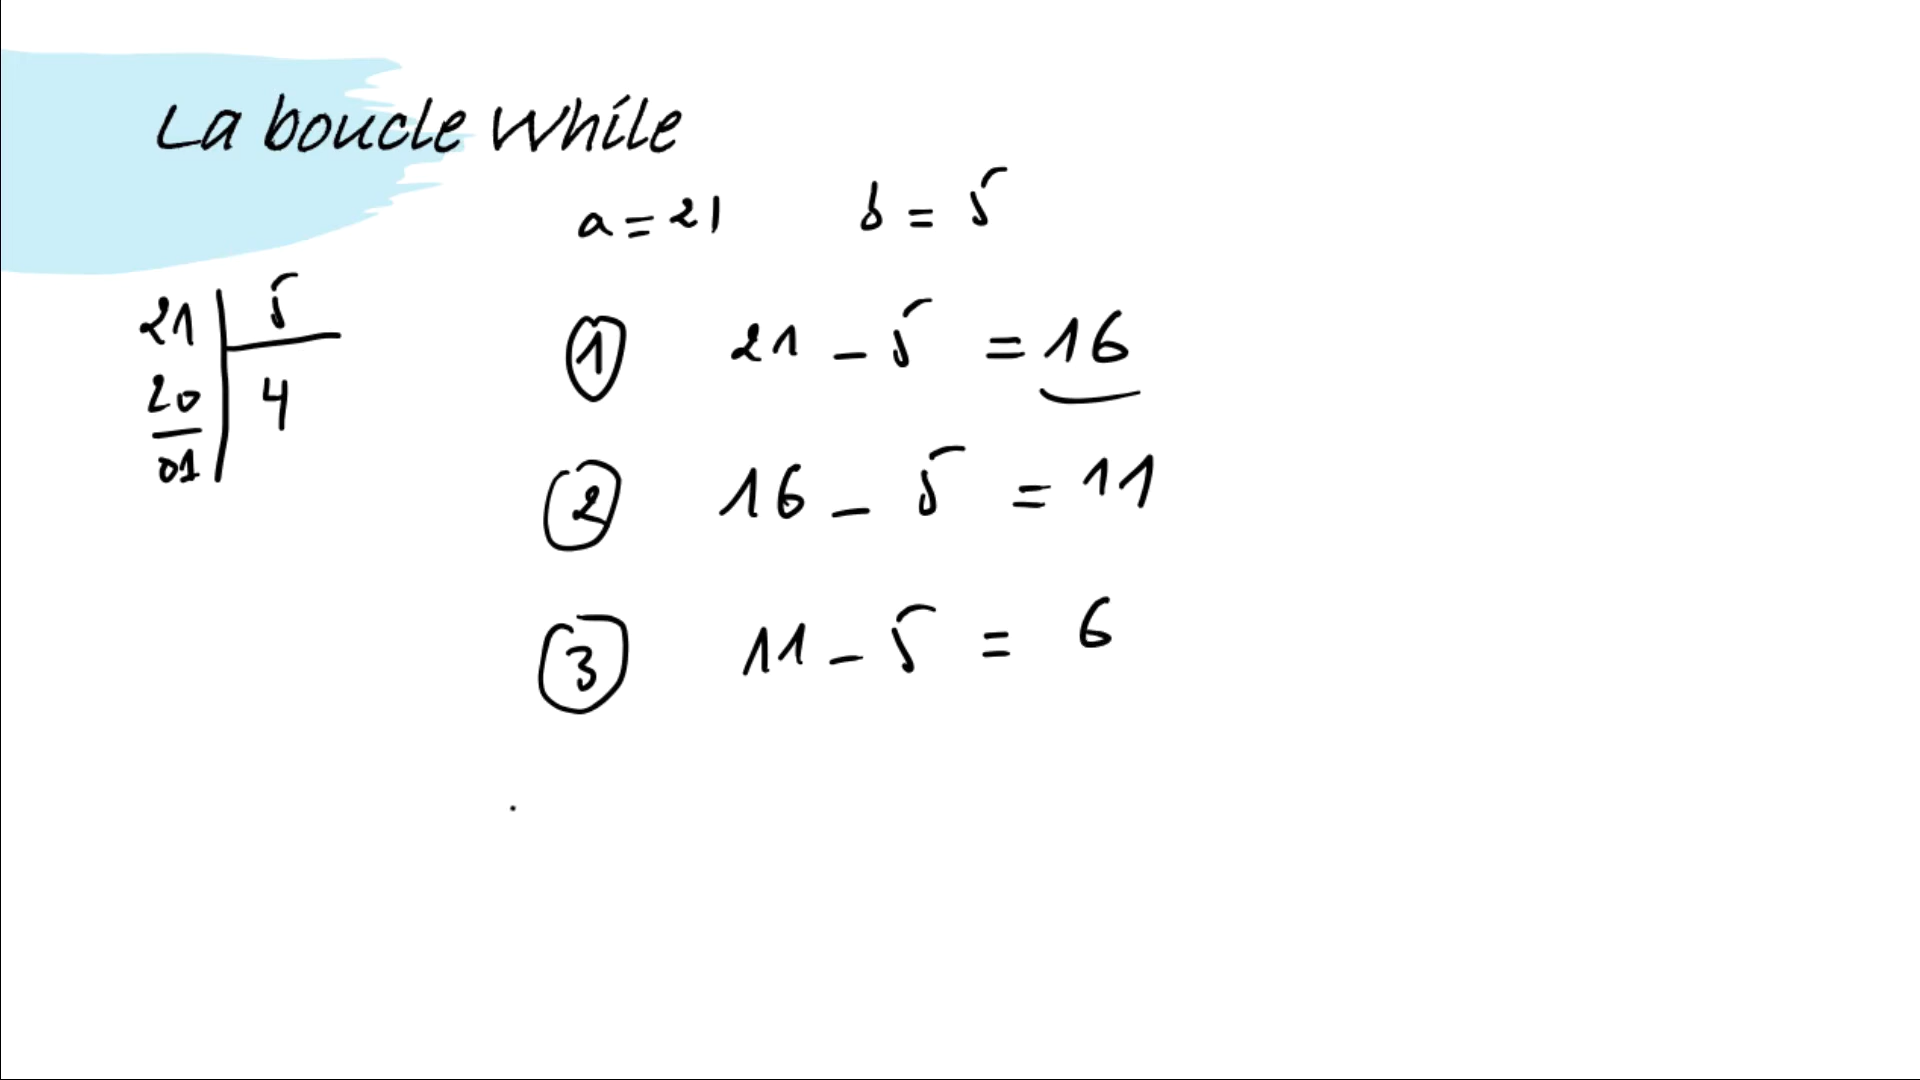 La boucle While
a = 21 b = 5
21 | 5
20 | 4
01
1 21 - 5 = 16
2 16 - 5 = 11
3 11 - 5 = 6